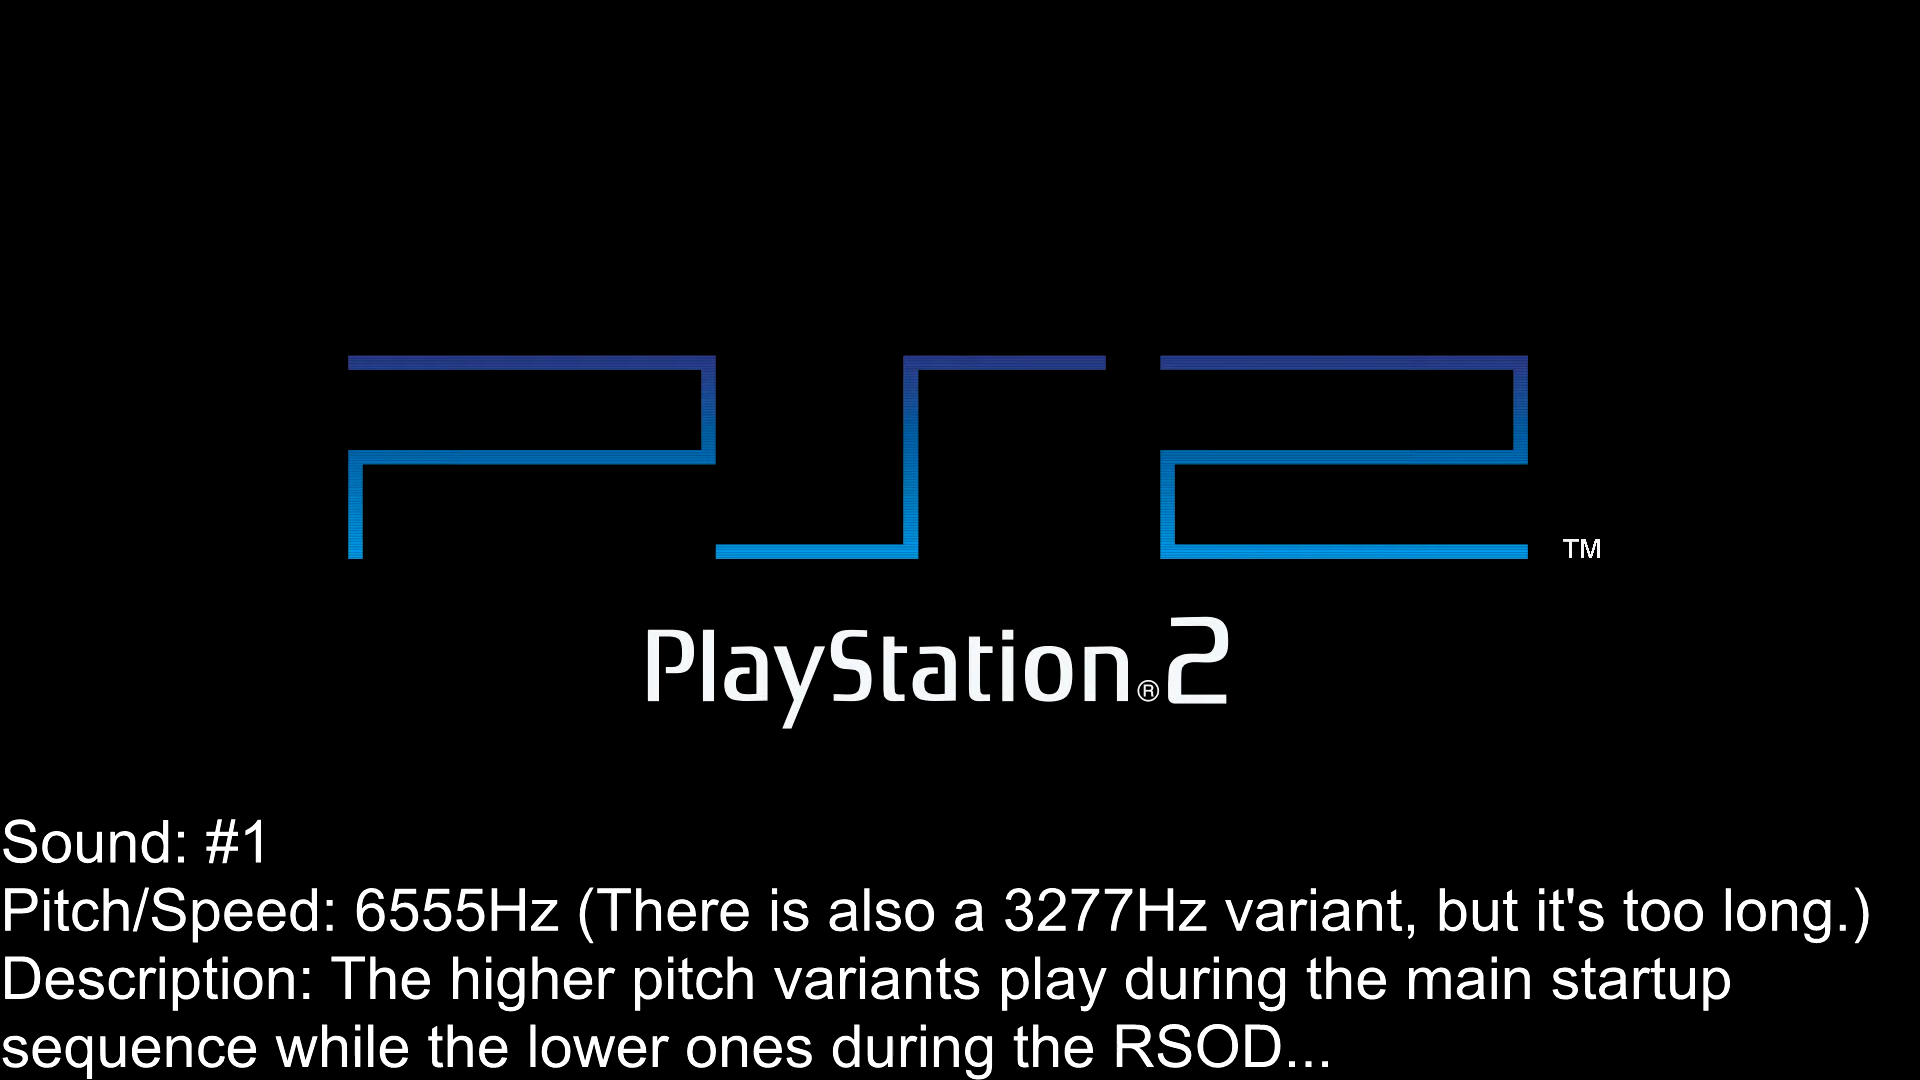 PS2 ™
PlayStation®2
Sound: #1
Pitch/Speed: 6555Hz (There is also a 3277Hz variant, but it's too long.)
Description: The higher pitch variants play during the main startup
sequence while the lower ones during the RSOD...